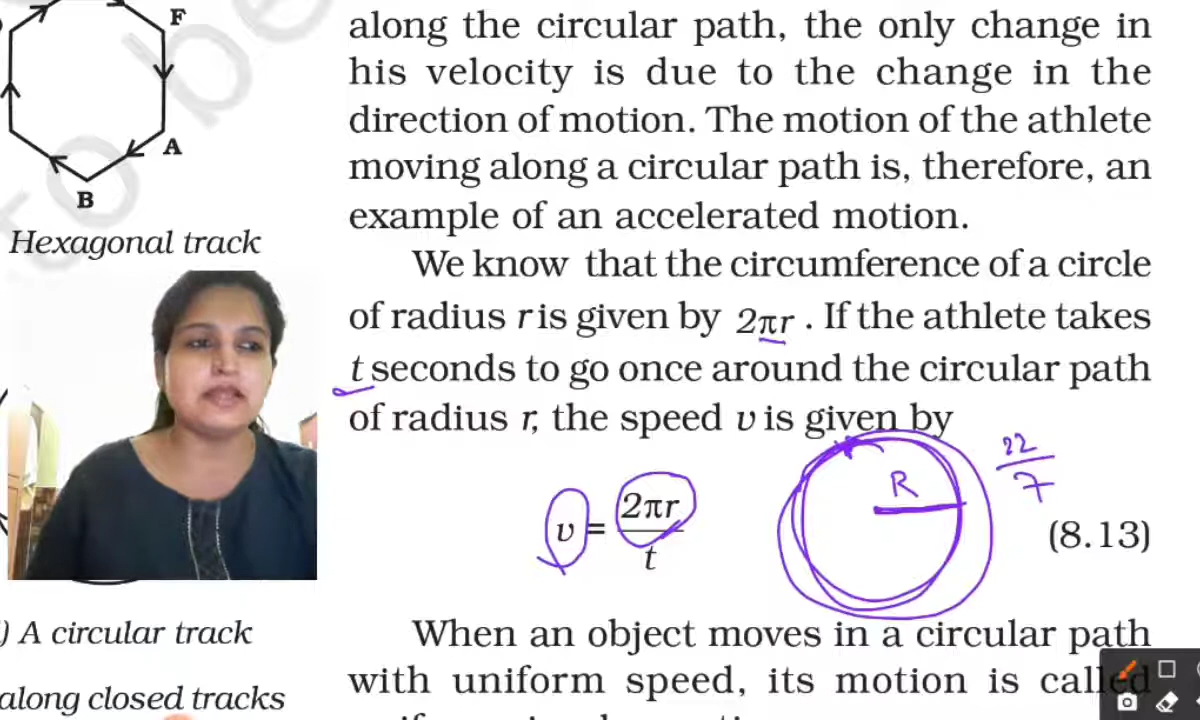 F
A
B
Hexagonal track
along the circular path, the only change in
his velocity is due to the change in the
direction of motion. The motion of the athlete
moving along a circular path is, therefore, an
example of an accelerated motion.
We know that the circumference of a circle
of radius r is given by 2πr . If the athlete takes
t seconds to go once around the circular path
of radius r, the speed v is given by
v = 2πr / t
R
22/7
(8.13)
) A circular track
along closed tracks
When an object moves in a circular path
with uniform speed, its motion is called